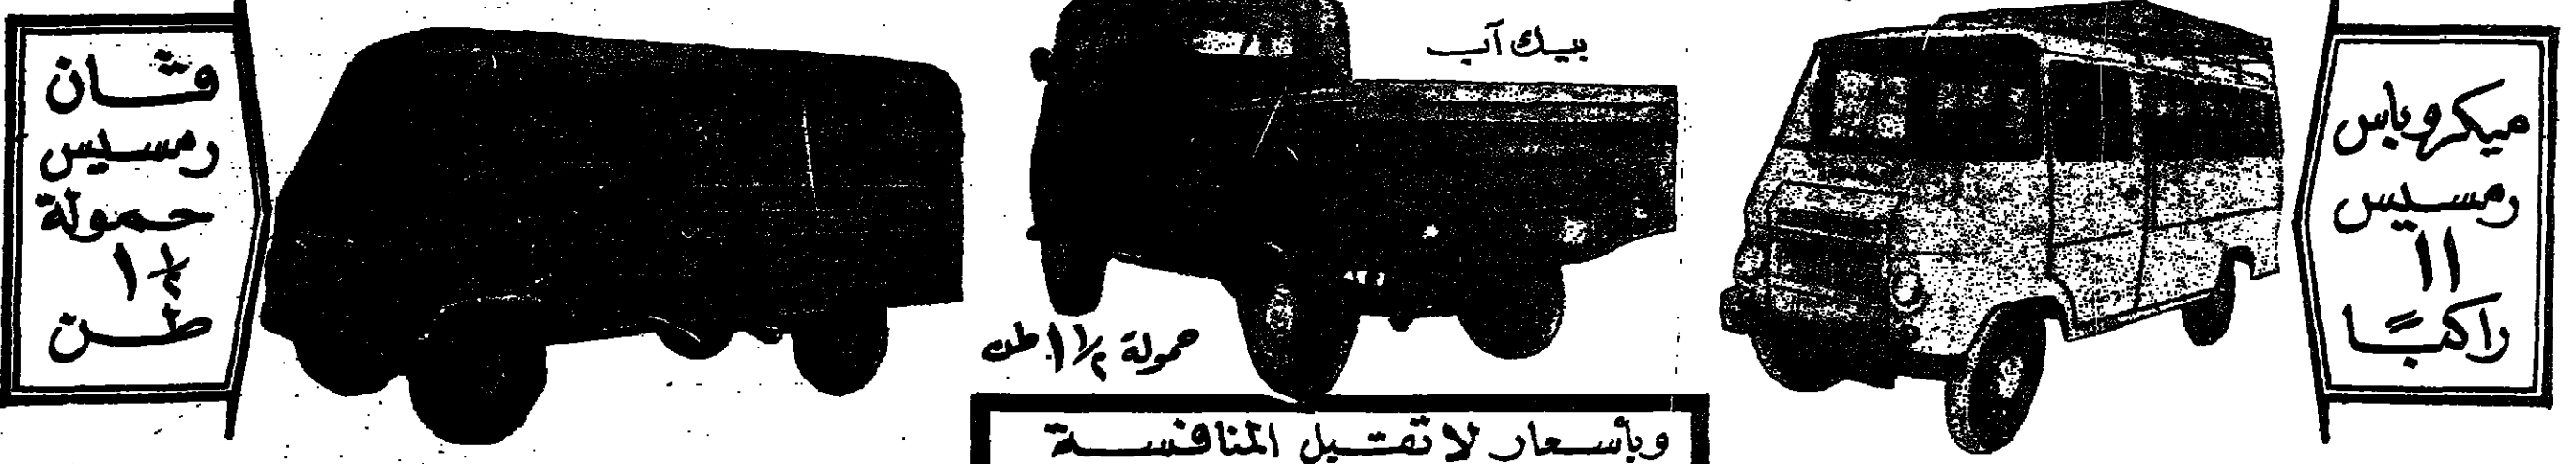 ميكروباس
رمسيس
١١
راكبًا
بيك آب
حمولة ١ ١/٢ طن
ڤان
رمسيس
حمولة
١ ١/٢
طن
وبأسعار لا تقبل المنافسة